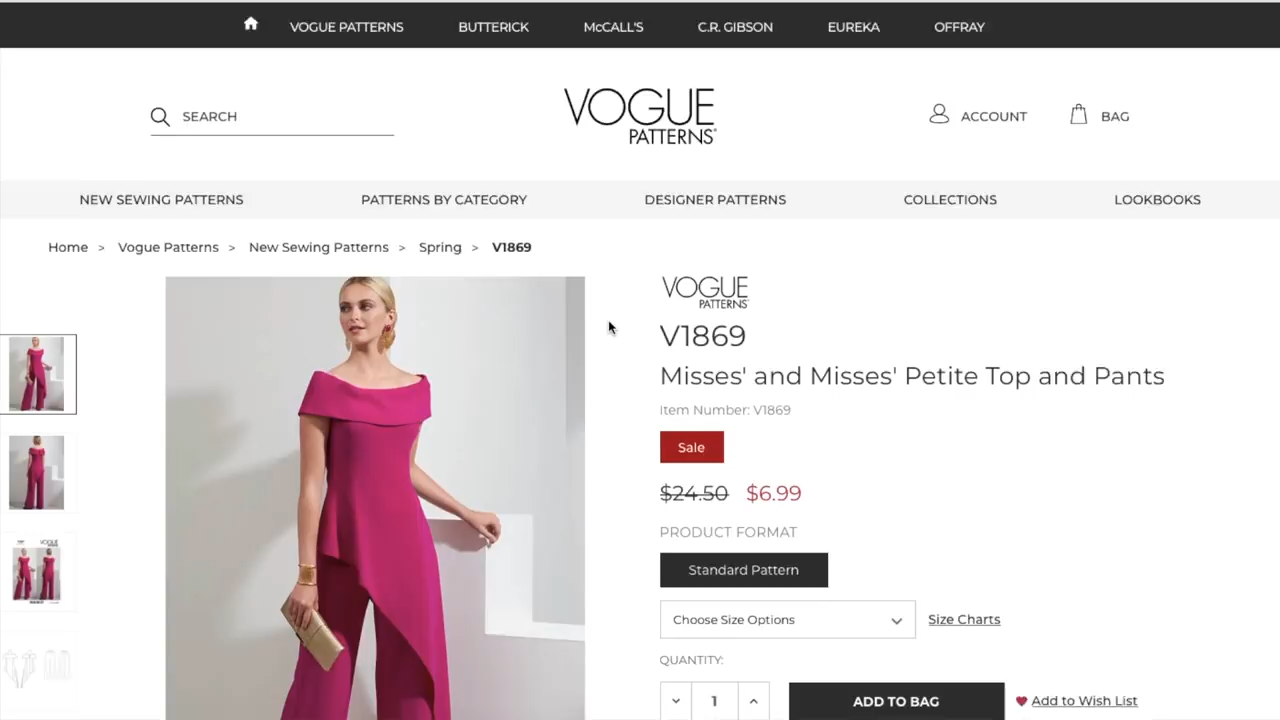 VOGUE PATTERNS BUTTERICK McCALL'S C.R. GIBSON EUREKA OFFRAY
SEARCH
VOGUE
PATTERNS
ACCOUNT
BAG
NEW SEWING PATTERNS PATTERNS BY CATEGORY DESIGNER PATTERNS COLLECTIONS LOOKBOOKS
Home > Vogue Patterns > New Sewing Patterns > Spring > V1869
VOGUE
PATTERNS
V1869
Misses' and Misses' Petite Top and Pants
Item Number: V1869
Sale
$24.50 $6.99
PRODUCT FORMAT
Standard Pattern
Choose Size Options
Size Charts
QUANTITY:
1
ADD TO BAG
Add to Wish List
VOGUE